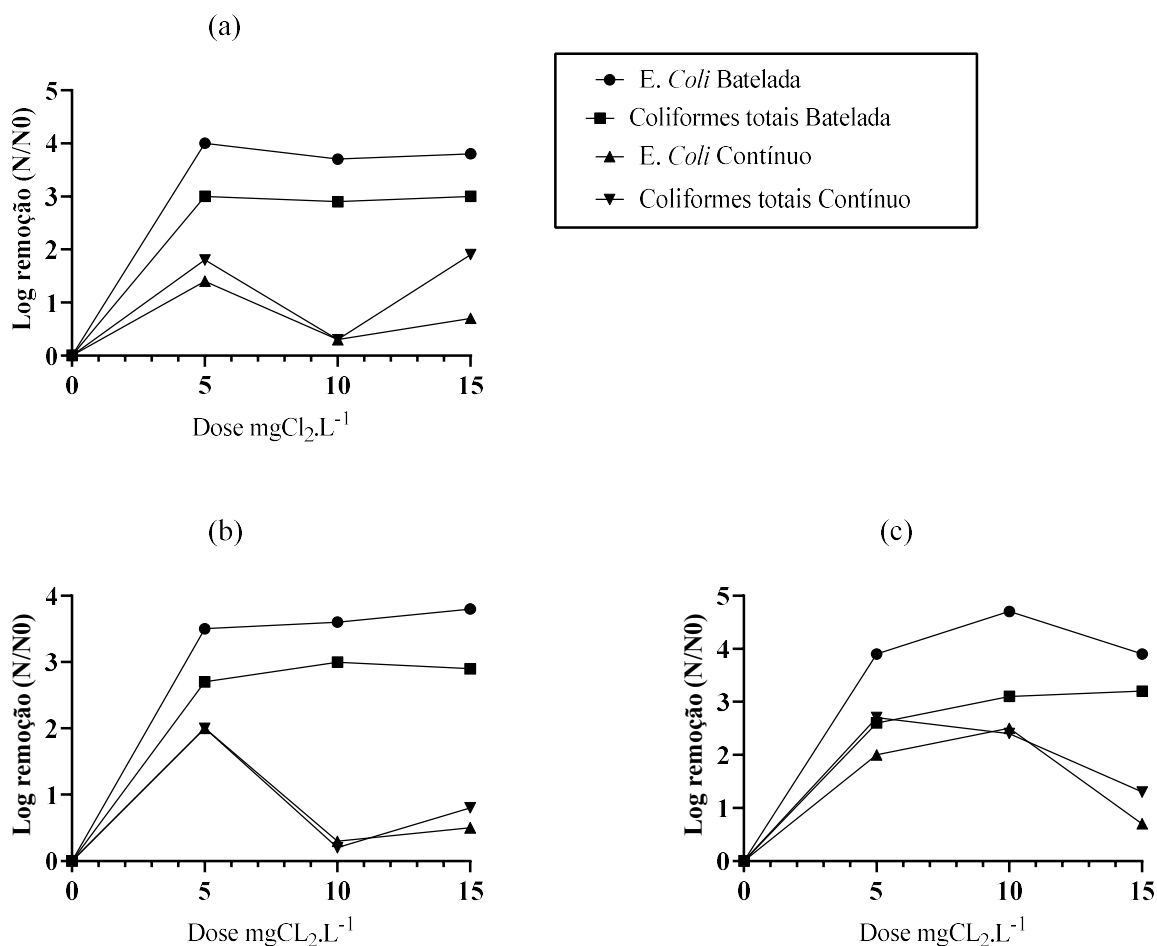 (a)
E. Coli Batelada
Coliformes totais Batelada
E. Coli Contínuo
Coliformes totais Contínuo
Log remoção (N/N0)
5
4
3
2
1
0
0 5 10 15
Dose mgCl₂.L⁻¹
(b)
Log remoção (N/N0)
4
3
2
1
0
0 5 10 15
Dose mgCL₂.L⁻¹
(c)
Log remoção (N/N0)
5
4
3
2
1
0
0 5 10 15
Dose mgCL₂.L⁻¹